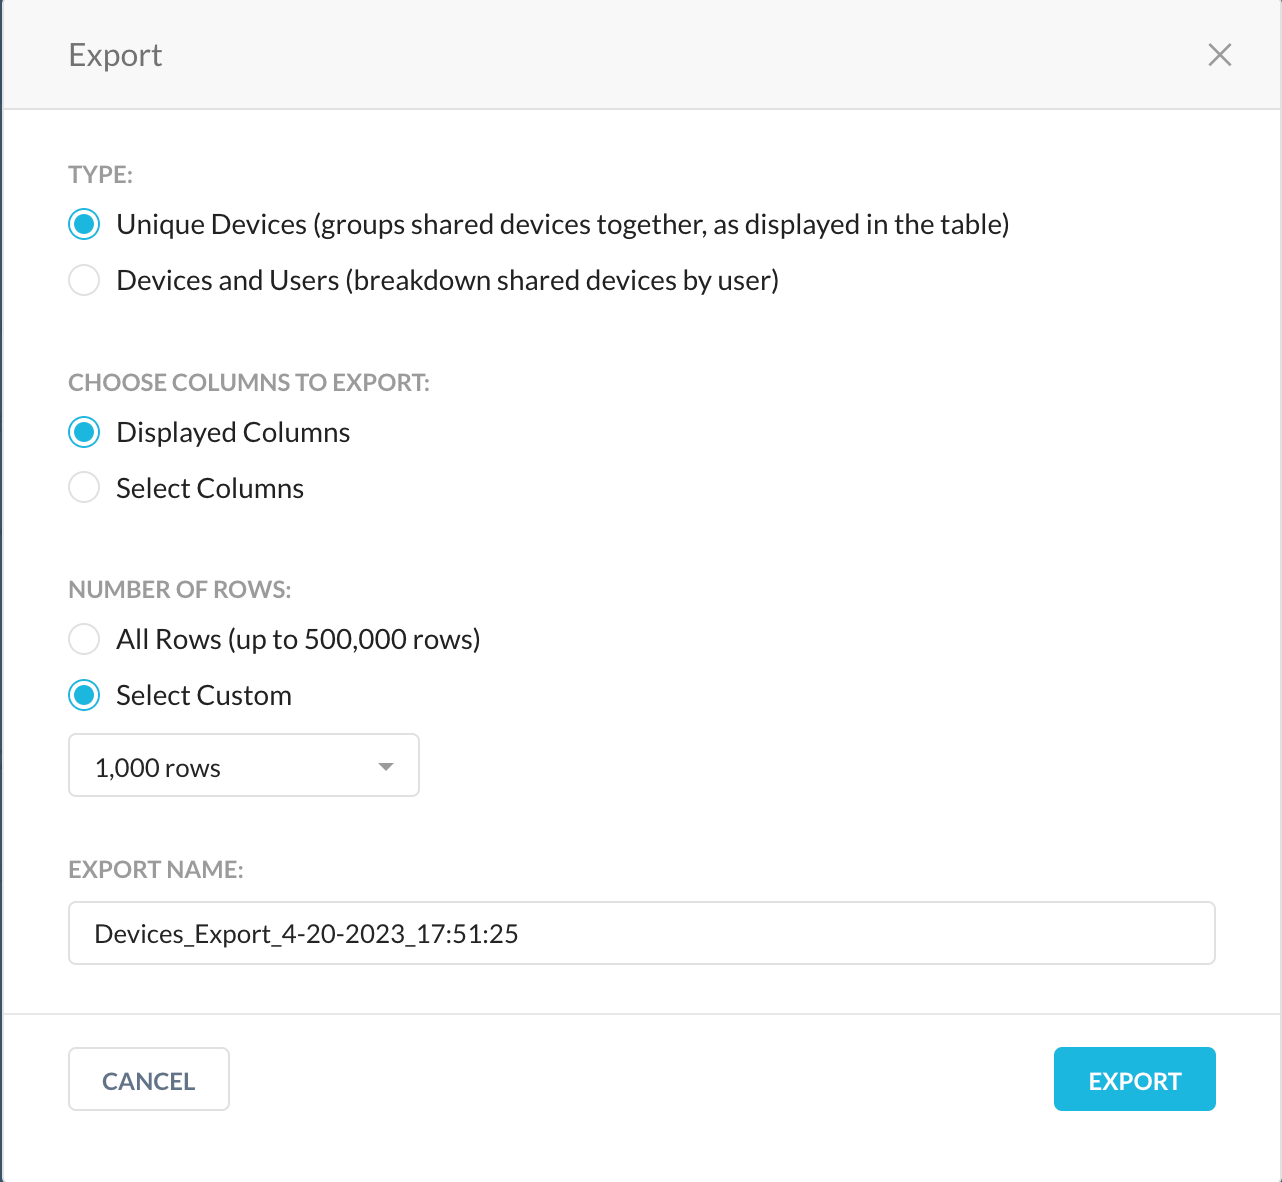 Export
TYPE:
Unique Devices (groups shared devices together, as displayed in the table)
Devices and Users (breakdown shared devices by user)
CHOOSE COLUMNS TO EXPORT:
Displayed Columns
Select Columns
NUMBER OF ROWS:
All Rows (up to 500,000 rows)
Select Custom
1,000 rows
EXPORT NAME:
Devices_Export_4-20-2023_17:51:25
CANCEL
EXPORT